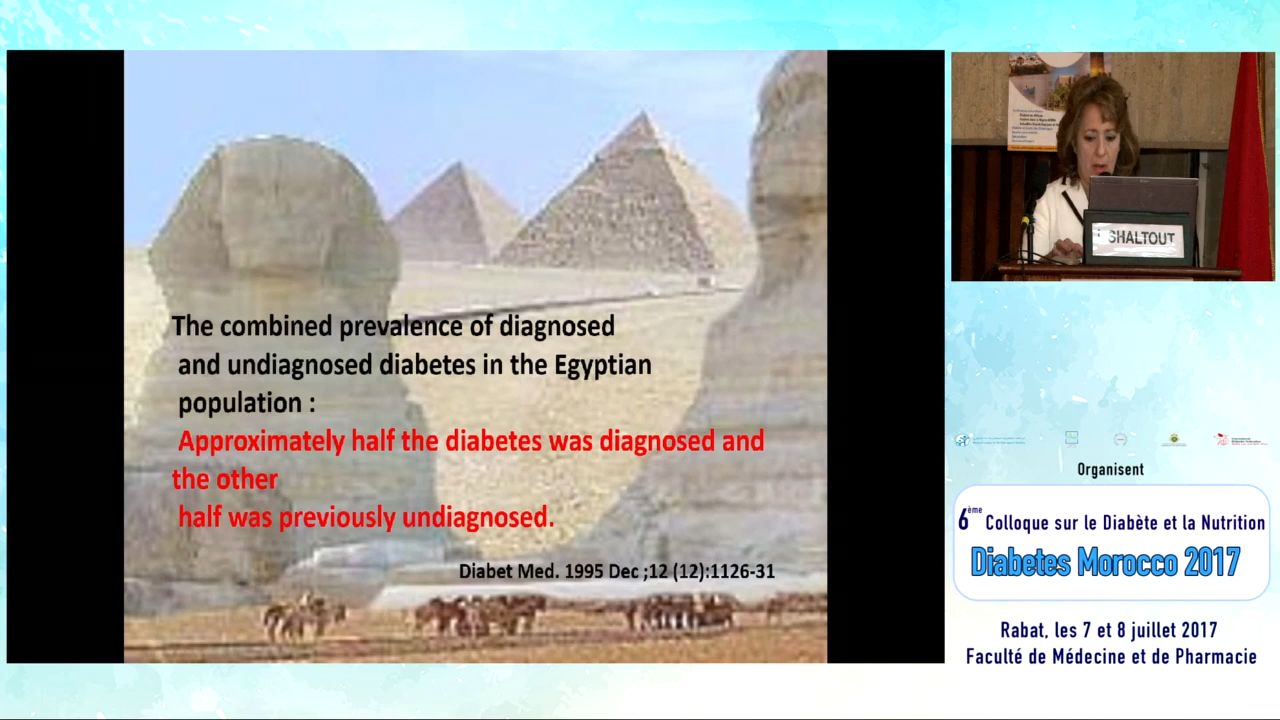 The combined prevalence of diagnosed
and undiagnosed diabetes in the Egyptian
population :
Approximately half the diabetes was diagnosed and
the other
half was previously undiagnosed.
Diabet Med. 1995 Dec ;12 (12):1126-31
SHALTOUT
Organisent
6ème Colloque sur le Diabète et la Nutrition
Diabetes Morocco 2017
Rabat, les 7 et 8 juillet 2017
Faculté de Médecine et de Pharmacie